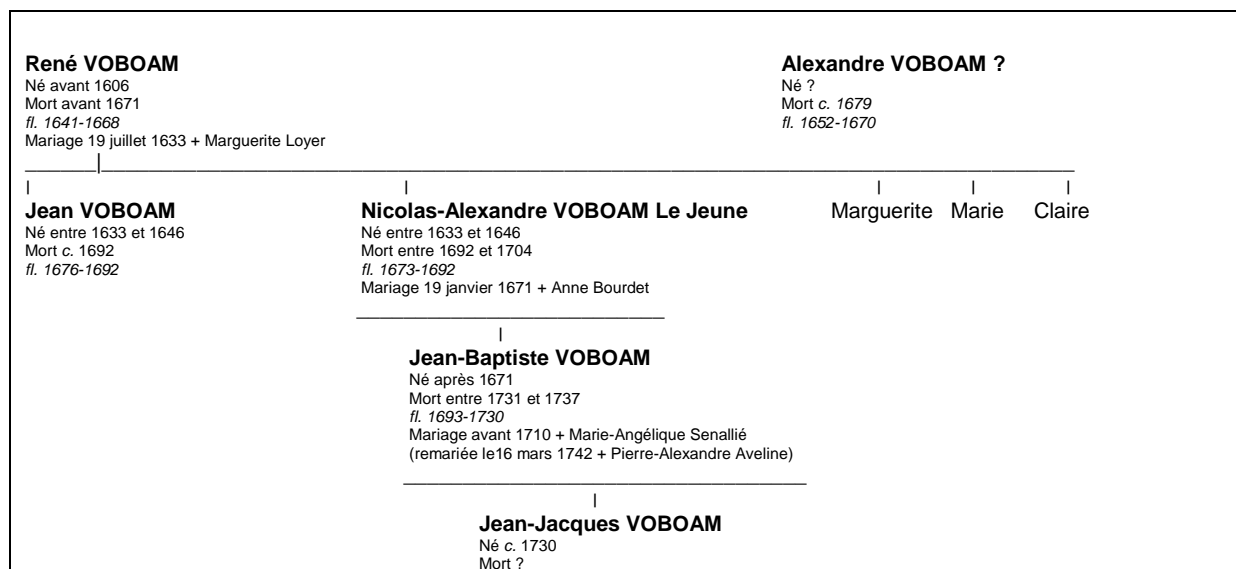 René VOBOAM
Né avant 1606
Mort avant 1671
fl. 1641-1668
Mariage 19 juillet 1633 + Marguerite Loyer
Alexandre VOBOAM ?
Né ?
Mort c. 1679
fl. 1652-1670
Jean VOBOAM
Né entre 1633 et 1646
Mort c. 1692
fl. 1676-1692
Nicolas-Alexandre VOBOAM Le Jeune
Né entre 1633 et 1646
Mort entre 1692 et 1704
fl. 1673-1692
Mariage 19 janvier 1671 + Anne Bourdet
Marguerite Marie Claire
Jean-Baptiste VOBOAM
Né après 1671
Mort entre 1731 et 1737
fl. 1693-1730
Mariage avant 1710 + Marie-Angélique Senallié
(remariée le16 mars 1742 + Pierre-Alexandre Aveline)
Jean-Jacques VOBOAM
Né c. 1730
Mort ?